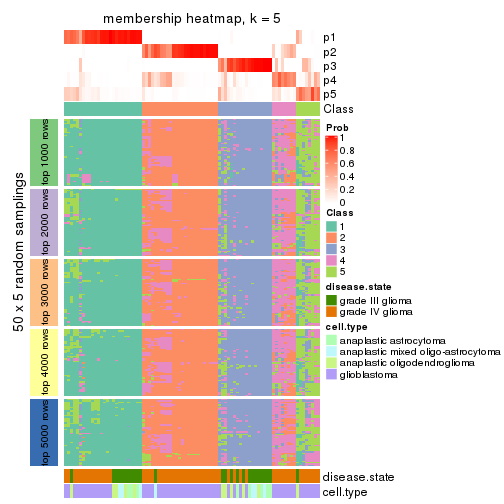 membership heatmap, k = 5
p1
p2
p3
p4
p5
Class
50 x 5 random samplings
top 1000 rows
top 2000 rows
top 3000 rows
top 4000 rows
top 5000 rows
disease.state
cell.type
Prob
1
0.8
0.6
0.4
0.2
0
Class
1
2
3
4
5
disease.state
grade III glioma
grade IV glioma
cell.type
anaplastic astrocytoma
anaplastic mixed oligo-astrocytoma
anaplastic oligodendroglioma
glioblastoma